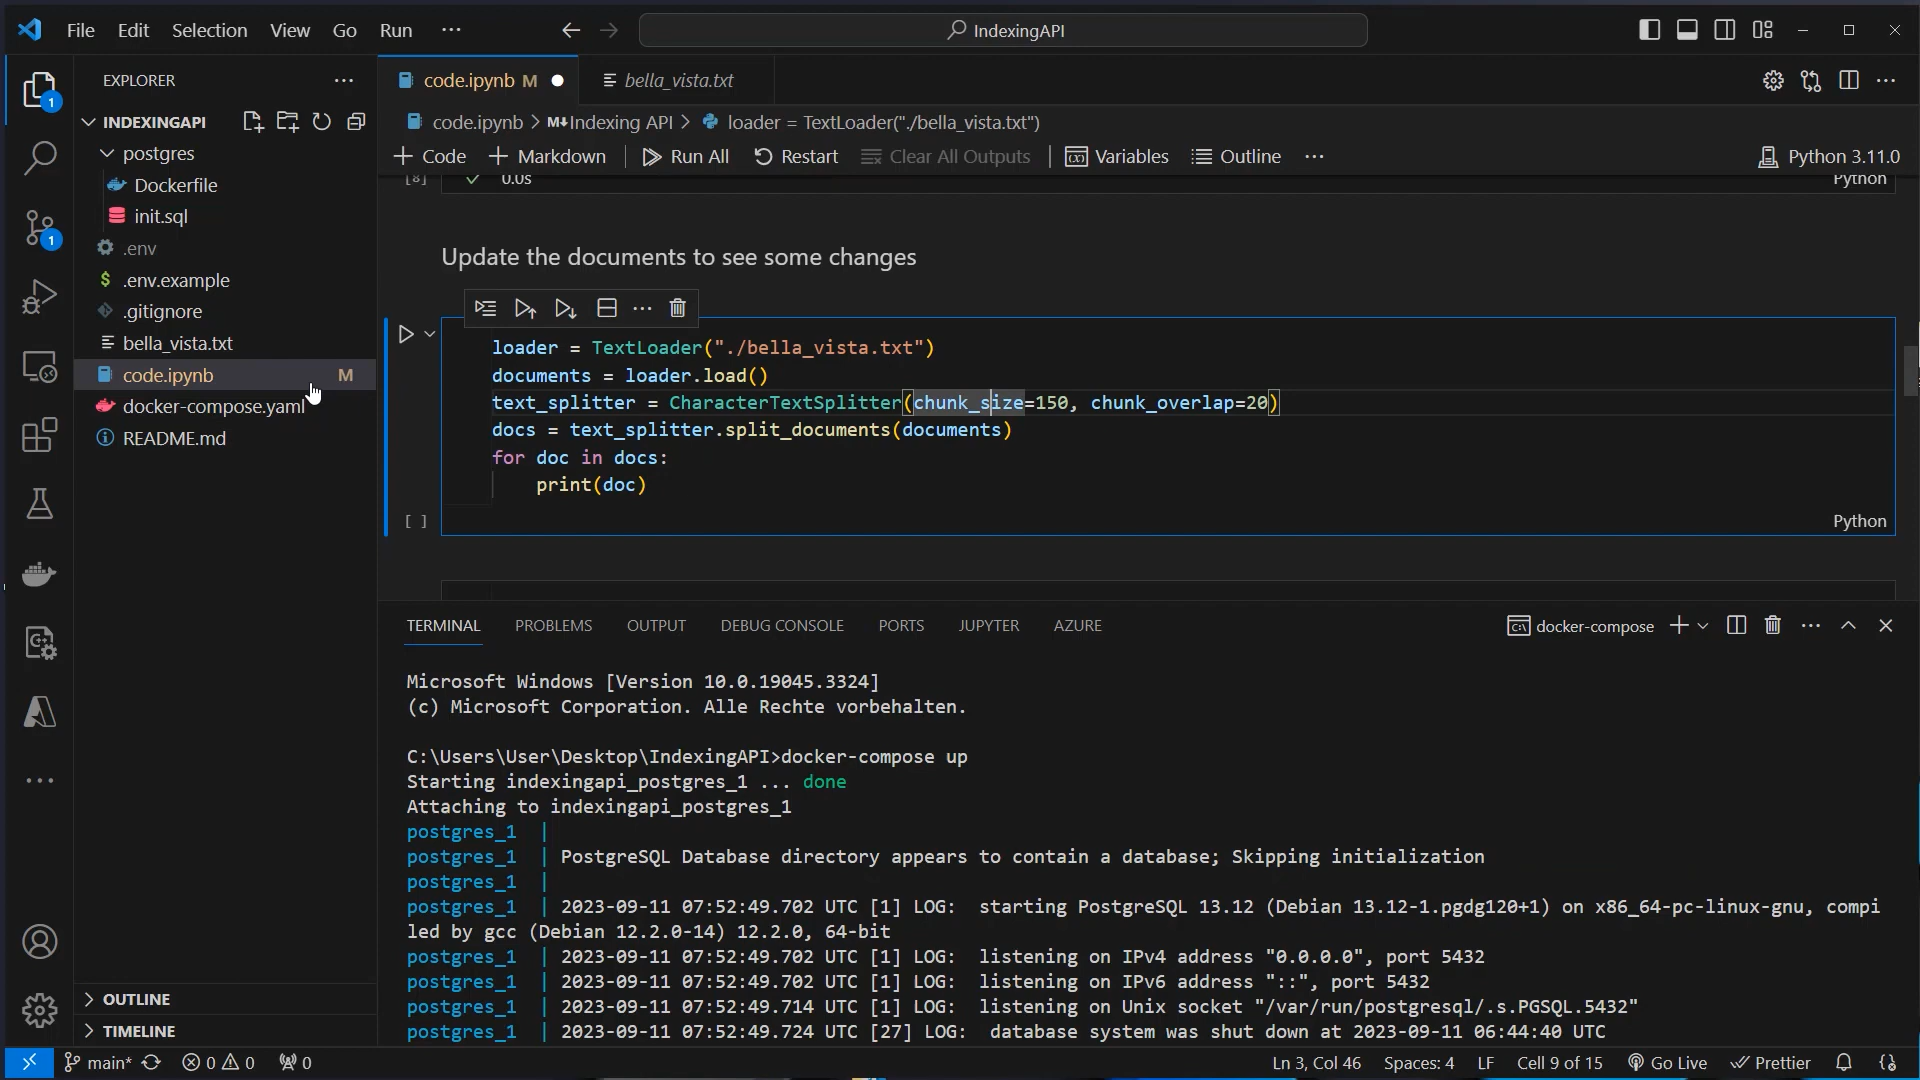 File Edit Selection View Go Run ···
IndexingAPI
EXPLORER ···
code.ipynb M
bella_vista.txt
INDEXINGAPI
code.ipynb > M↓Indexing API > loader = TextLoader("./bella_vista.txt")
+ Code + Markdown Run All Restart Clear All Outputs Variables Outline ··· Python 3.11.0
postgres
Dockerfile
init.sql
.env
.env.example
.gitignore
bella_vista.txt
code.ipynb M
docker-compose.yaml
README.md
1
1
[8] ✓ 0.0s Python
Update the documents to see some changes
loader = TextLoader("./bella_vista.txt")
documents = loader.load()
text_splitter = CharacterTextSplitter(chunk_size=150, chunk_overlap=20)
docs = text_splitter.split_documents(documents)
for doc in docs:
print(doc)
[ ] Python
TERMINAL PROBLEMS OUTPUT DEBUG CONSOLE PORTS JUPYTER AZURE docker-compose
Microsoft Windows [Version 10.0.19045.3324]
(c) Microsoft Corporation. Alle Rechte vorbehalten.
C:\Users\User\Desktop\IndexingAPI>docker-compose up
Starting indexingapi_postgres_1 ... done
Attaching to indexingapi_postgres_1
postgres_1 |
postgres_1 | PostgreSQL Database directory appears to contain a database; Skipping initialization
postgres_1 |
postgres_1 | 2023-09-11 07:52:49.702 UTC [1] LOG: starting PostgreSQL 13.12 (Debian 13.12-1.pgdg120+1) on x86_64-pc-linux-gnu, compi
led by gcc (Debian 12.2.0-14) 12.2.0, 64-bit
postgres_1 | 2023-09-11 07:52:49.702 UTC [1] LOG: listening on IPv4 address "0.0.0.0", port 5432
postgres_1 | 2023-09-11 07:52:49.702 UTC [1] LOG: listening on IPv6 address "::", port 5432
postgres_1 | 2023-09-11 07:52:49.714 UTC [1] LOG: listening on Unix socket "/var/run/postgresql/.s.PGSQL.5432"
postgres_1 | 2023-09-11 07:52:49.724 UTC [27] LOG: database system was shut down at 2023-09-11 06:44:40 UTC
OUTLINE
TIMELINE
main* 0 0 0 Ln 3, Col 46 Spaces: 4 LF Cell 9 of 15 Go Live Prettier